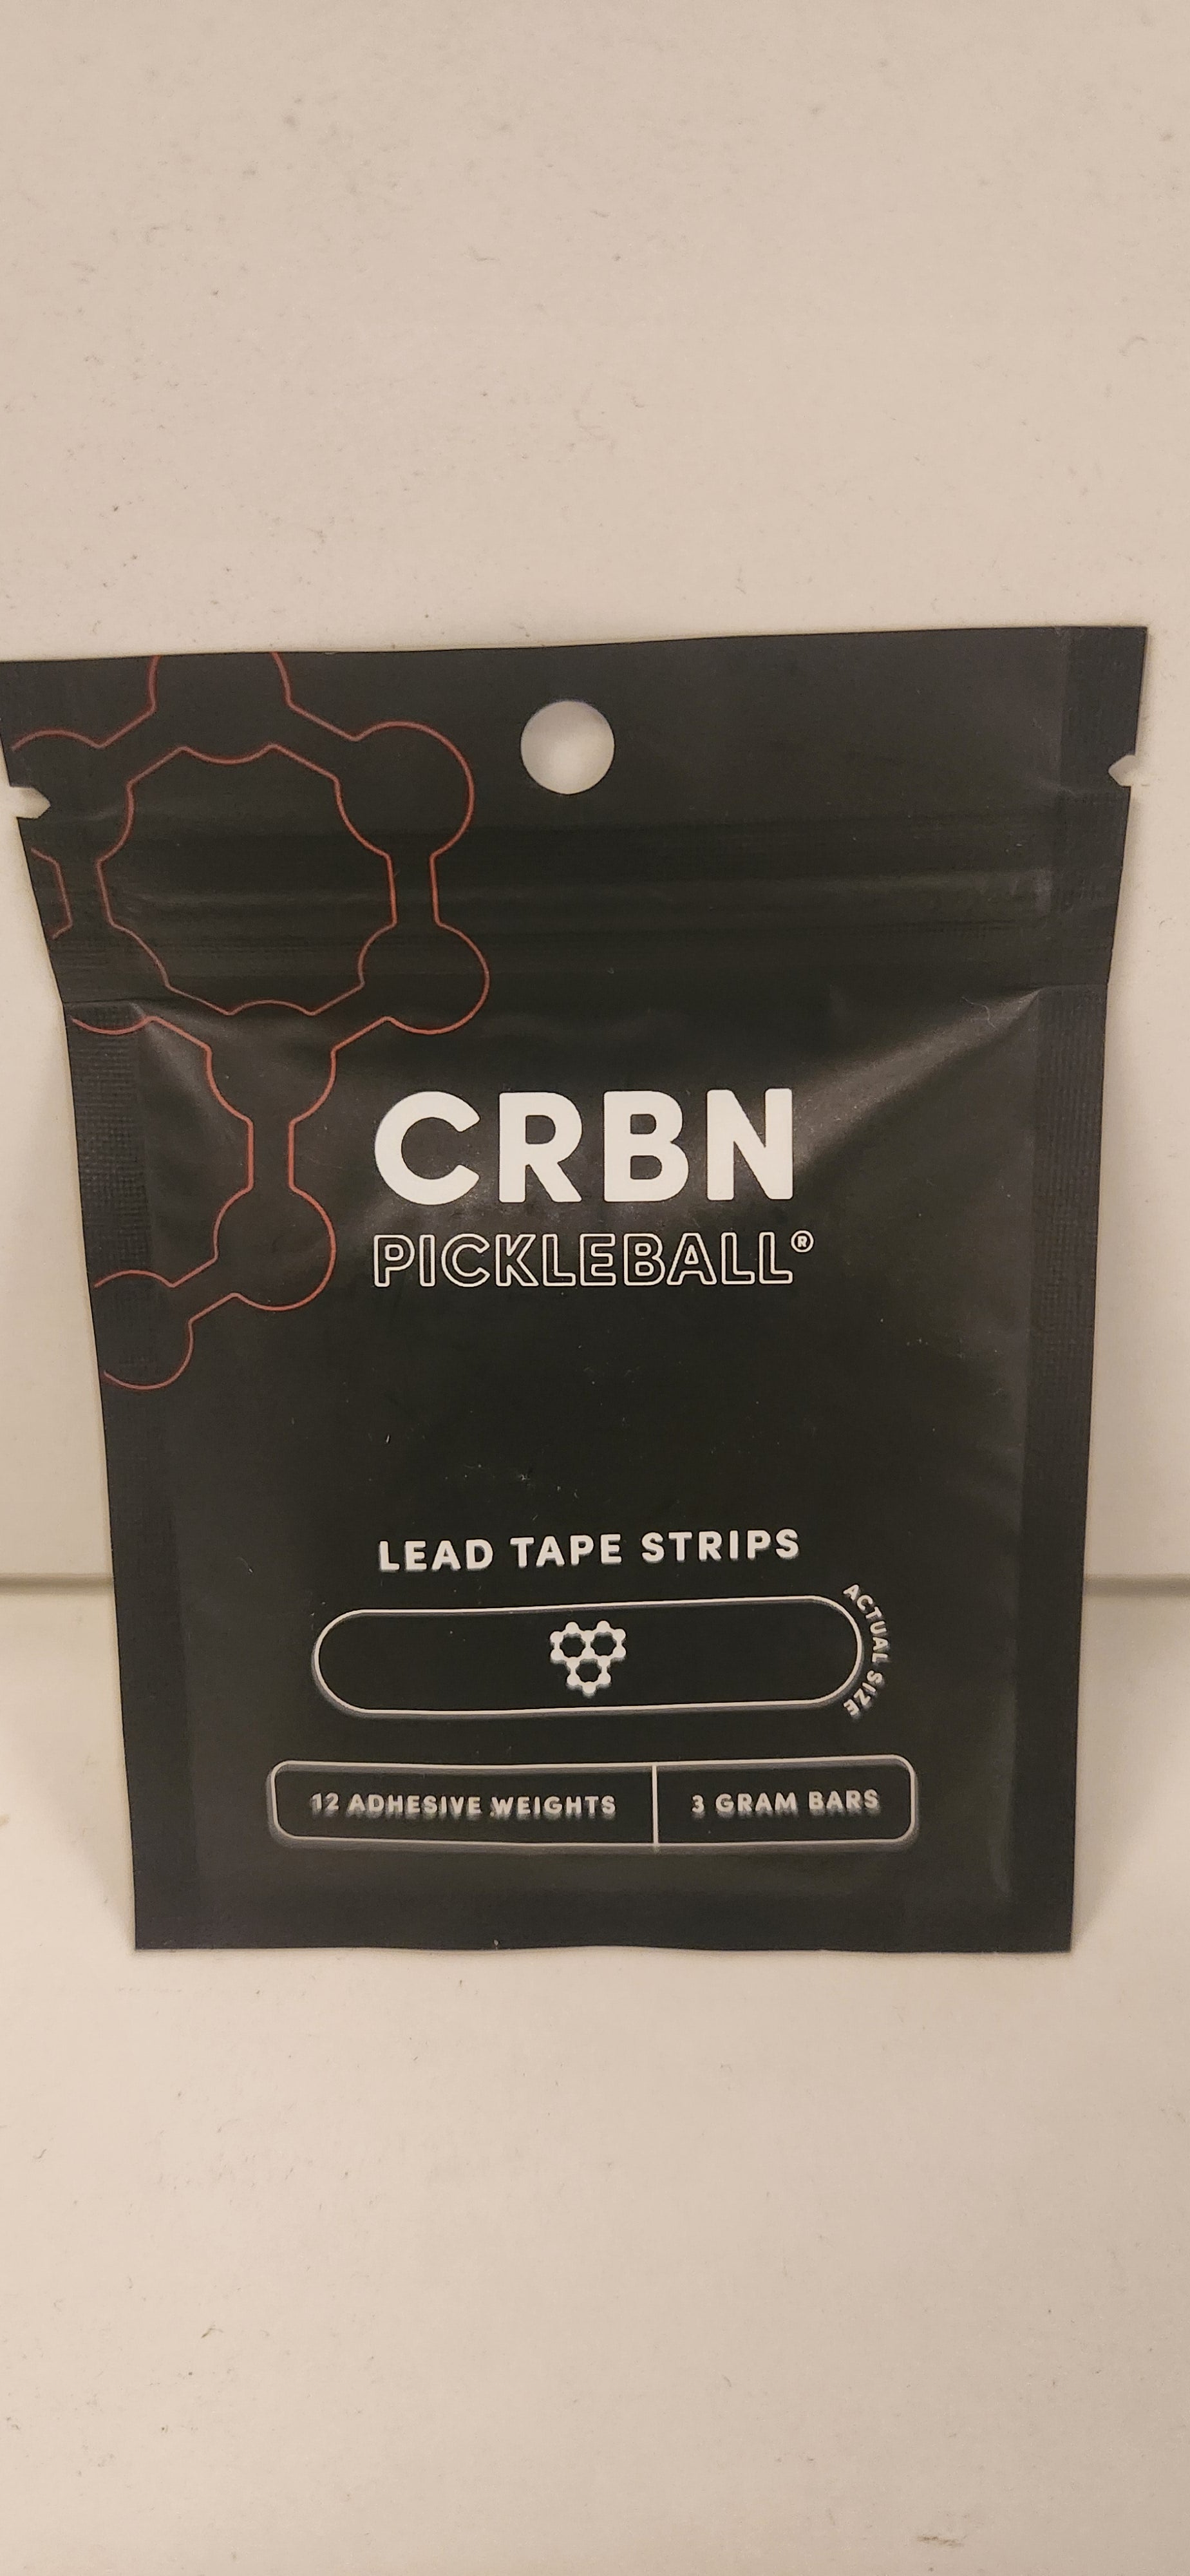 CRBN
PICKLEBALL®
LEAD TAPE STRIPS
ACTUAL SIZE
12 ADHESIVE WEIGHTS
3 GRAM BARS